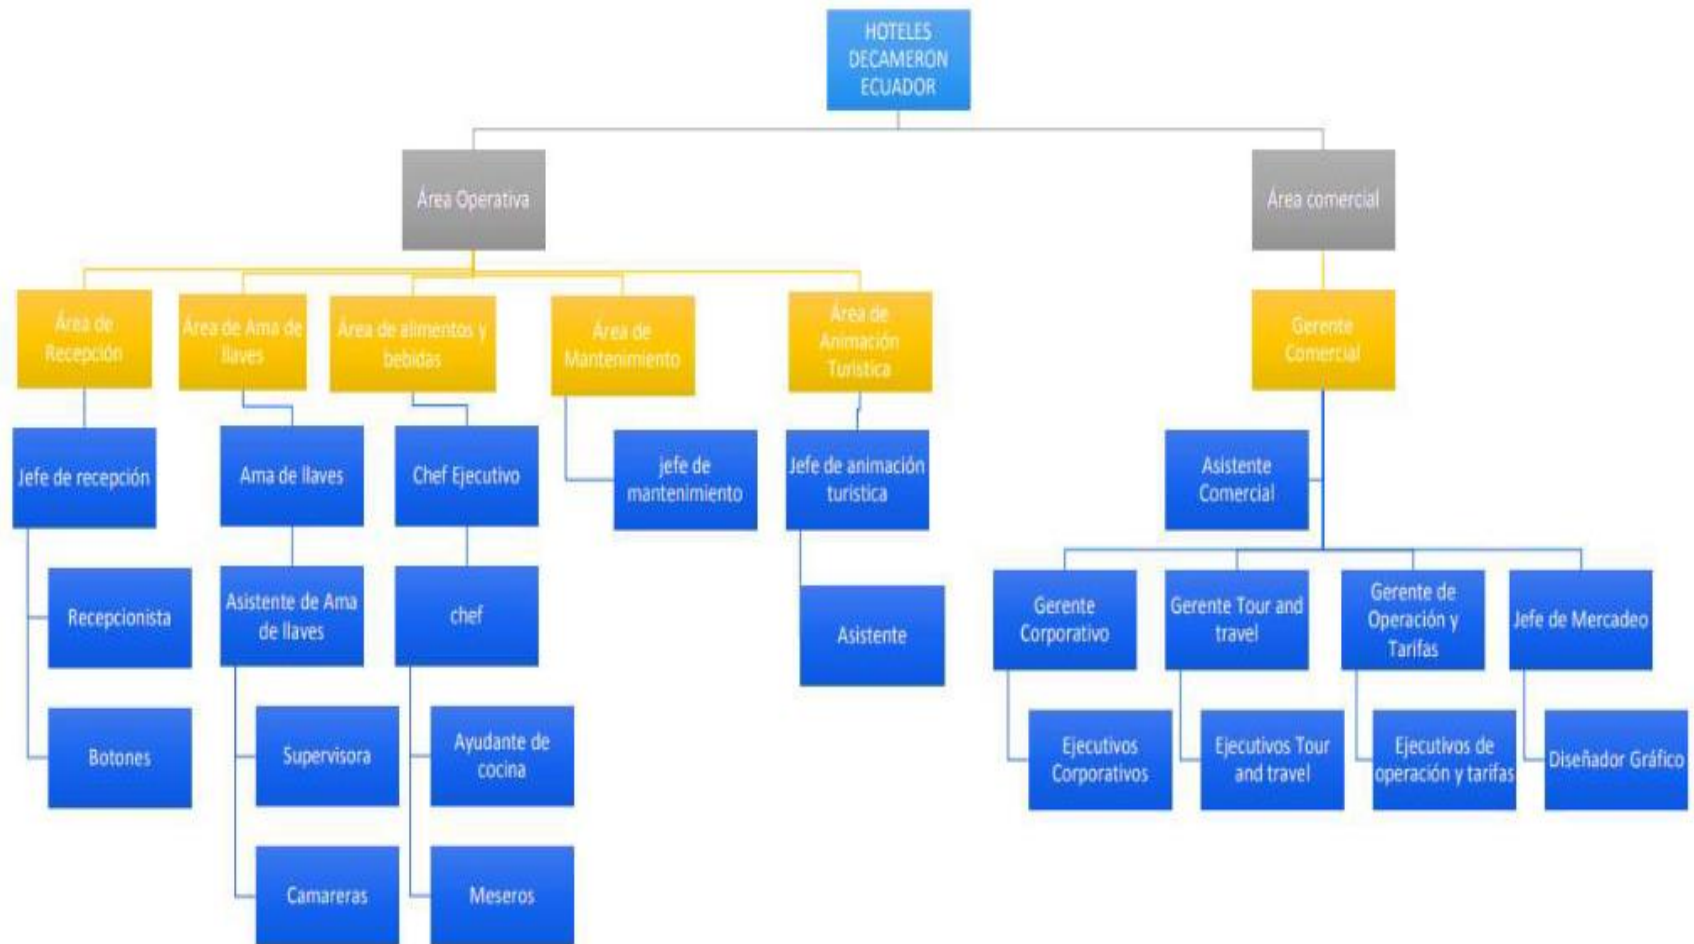 HOTELES
DECAMERON
ECUADOR
Área Operativa
Área comercial
Área de
Recepción
Área de Ama de
llaves
Área de alimentos y
bebidas
Área de
Mantenimiento
Área de
Animación
Turística
Gerente
Comercial
Jefe de recepción
Ama de llaves
Chef Ejecutivo
jefe de
mantenimiento
Jefe de animación
turística
Asistente
Comercial
Recepcionista
Asistente de Ama
de llaves
chef
Asistente
Gerente
Corporativo
Gerente Tour and
travel
Gerente de
Operación y
Tarifas
Jefe de Mercadeo
Botones
Supervisora
Ayudante de
cocina
Ejecutivos
Corporativos
Ejecutivos Tour
and travel
Ejecutivos de
operación y tarifas
Diseñador Gráfico
Camareras
Meseros